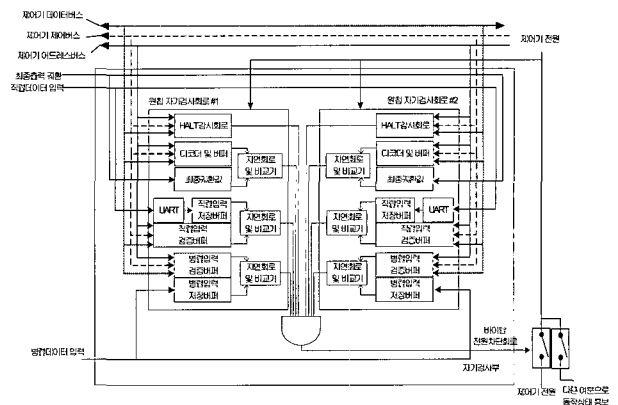 제어기 데이터버스
제어기 제어버스
제어기 어드레스버스
제어기 전원
최종출력 귀환
직렬데이터 입력
원칩 자기검사회로 #1
원칩 자기검사회로 #2
HALT감시회로
HALT감시회로
디코더 및 버퍼
지연회로 및 비교기
지연회로 및 비교기
디코더 및 버퍼
최종귀환값
최종귀환값
UART
직렬입력 저장버퍼
지연회로 및 비교기
지연회로 및 비교기
직렬입력 저장버퍼
UART
직렬입력 검증버퍼
직렬입력 검증버퍼
병렬입력 검증버퍼
지연회로 및 비교기
지연회로 및 비교기
병렬입력 검증버퍼
병렬입력 저장버퍼
병렬입력 저장버퍼
병렬데이터 입력
바이탈
전원차단회로
자기검사부
제어기 전원
다른 여분으로
동작상태 통보